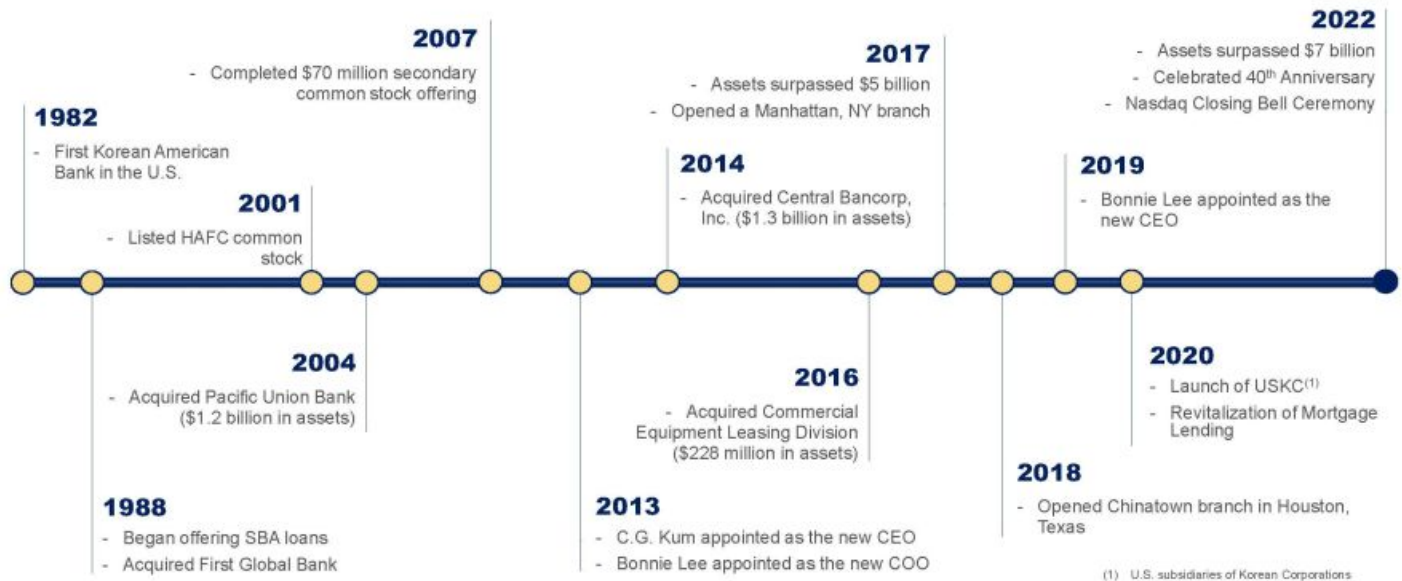 1982
- First Korean American
Bank in the U.S.
1988
- Began offering SBA loans
- Acquired First Global Bank
2001
- Listed HAFC common
stock
2004
- Acquired Pacific Union Bank
($1.2 billion in assets)
2007
- Completed $70 million secondary
common stock offering
2013
- C.G. Kum appointed as the new CEO
- Bonnie Lee appointed as the new COO
2014
- Acquired Central Bancorp,
Inc. ($1.3 billion in assets)
2016
- Acquired Commercial
Equipment Leasing Division
($228 million in assets)
2017
- Assets surpassed $5 billion
- Opened a Manhattan, NY branch
2018
- Opened Chinatown branch in Houston,
Texas
2019
- Bonnie Lee appointed as the
new CEO
2020
- Launch of USKC(1)
- Revitalization of Mortgage
Lending
2022
- Assets surpassed $7 billion
- Celebrated 40th Anniversary
- Nasdaq Closing Bell Ceremony
(1) U.S. subsidiaries of Korean Corporations